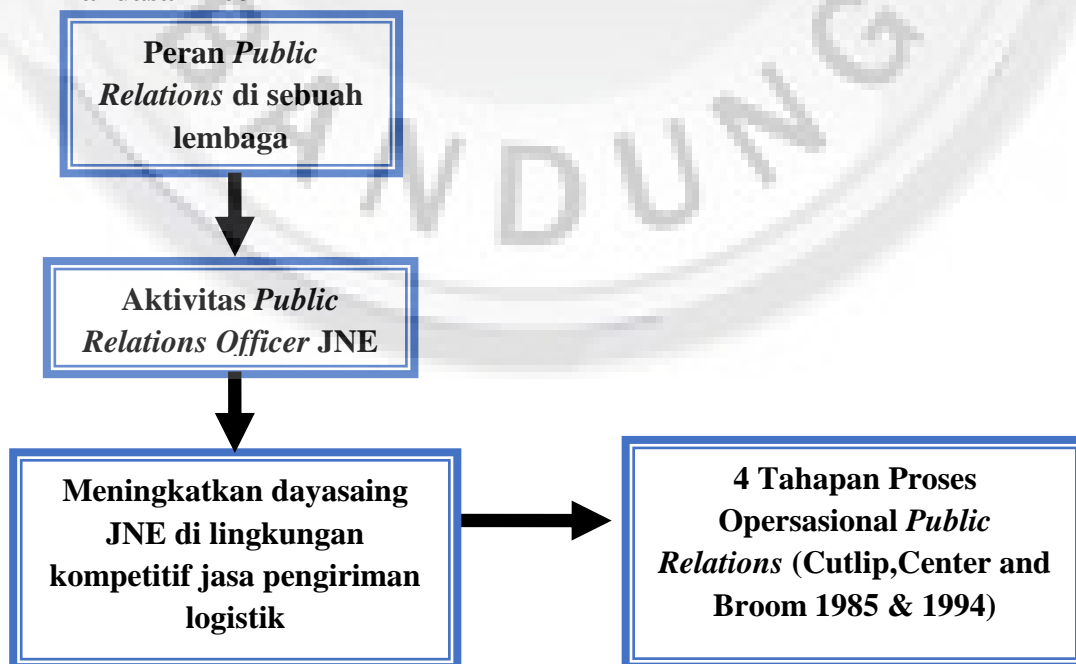 Peran Public
Relations di sebuah
lembaga
BANDUNG
Aktivitas Public
Relations Officer JNE
Meningkatkan dayasaing
JNE di lingkungan
kompetitif jasa pengiriman
logistik
4 Tahapan Proses
Opersasional Public
Relations (Cutlip,Center and
Broom 1985 & 1994)